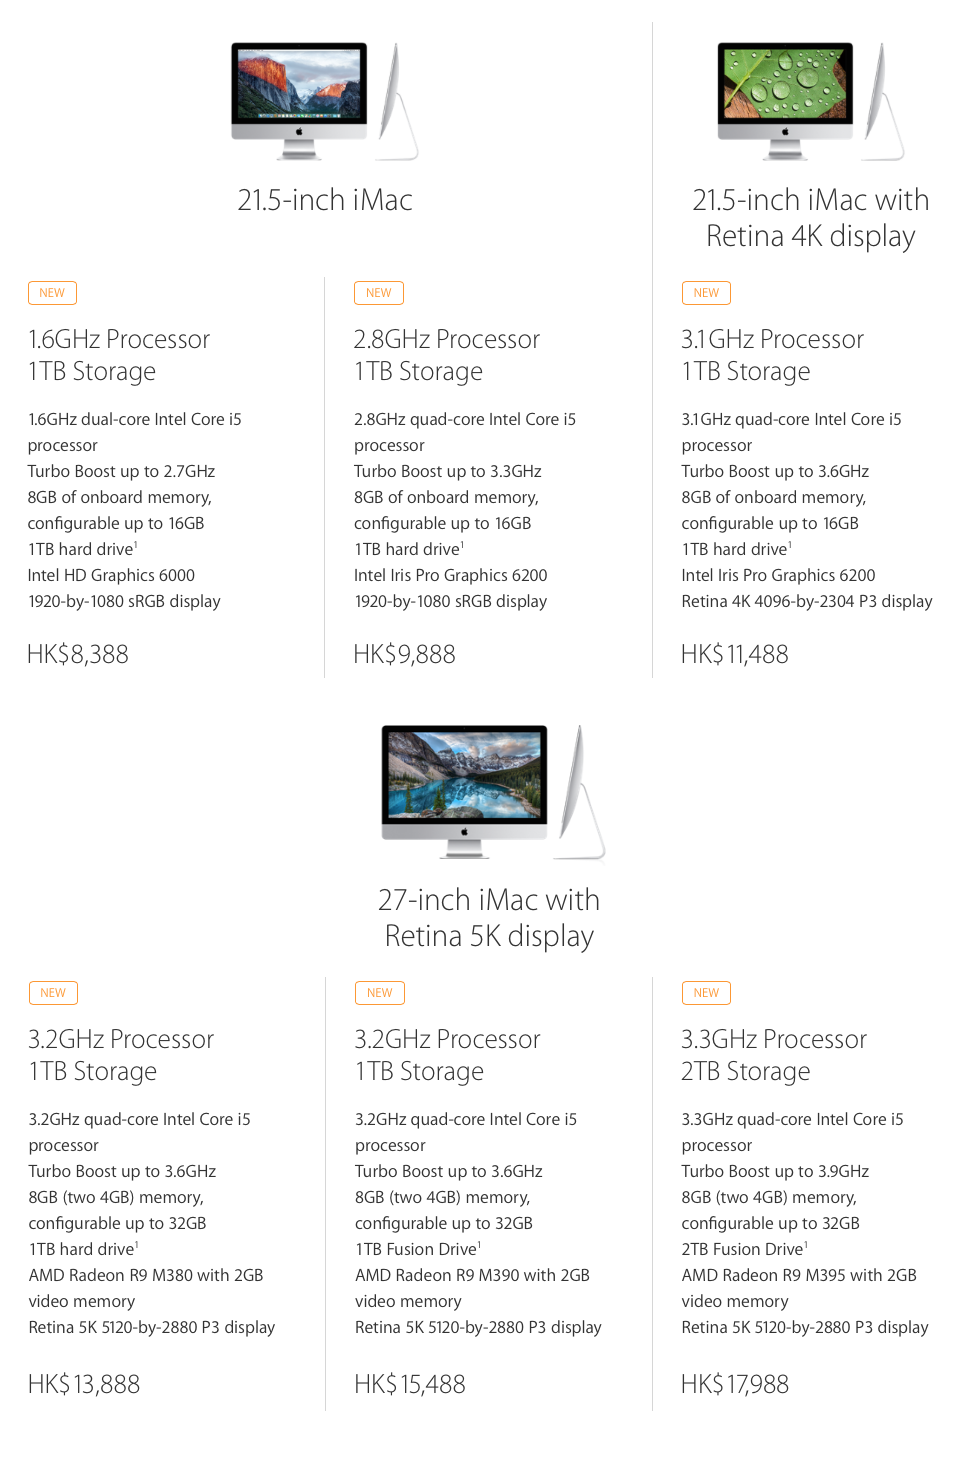 21.5-inch iMac
21.5-inch iMac with
Retina 4K display
NEW
1.6GHz Processor
1TB Storage
1.6GHz dual-core Intel Core i5
processor
Turbo Boost up to 2.7GHz
8GB of onboard memory,
configurable up to 16GB
1TB hard drive1
Intel HD Graphics 6000
1920-by-1080 sRGB display
HK$8,388
NEW
2.8GHz Processor
1TB Storage
2.8GHz quad-core Intel Core i5
processor
Turbo Boost up to 3.3GHz
8GB of onboard memory,
configurable up to 16GB
1TB hard drive1
Intel Iris Pro Graphics 6200
1920-by-1080 sRGB display
HK$9,888
NEW
3.1GHz Processor
1TB Storage
3.1GHz quad-core Intel Core i5
processor
Turbo Boost up to 3.6GHz
8GB of onboard memory,
configurable up to 16GB
1TB hard drive1
Intel Iris Pro Graphics 6200
Retina 4K 4096-by-2304 P3 display
HK$11,488
27-inch iMac with
Retina 5K display
NEW
3.2GHz Processor
1TB Storage
3.2GHz quad-core Intel Core i5
processor
Turbo Boost up to 3.6GHz
8GB (two 4GB) memory,
configurable up to 32GB
1TB hard drive1
AMD Radeon R9 M380 with 2GB
video memory
Retina 5K 5120-by-2880 P3 display
HK$13,888
NEW
3.2GHz Processor
1TB Storage
3.2GHz quad-core Intel Core i5
processor
Turbo Boost up to 3.6GHz
8GB (two 4GB) memory,
configurable up to 32GB
1TB Fusion Drive1
AMD Radeon R9 M390 with 2GB
video memory
Retina 5K 5120-by-2880 P3 display
HK$15,488
NEW
3.3GHz Processor
2TB Storage
3.3GHz quad-core Intel Core i5
processor
Turbo Boost up to 3.9GHz
8GB (two 4GB) memory,
configurable up to 32GB
2TB Fusion Drive1
AMD Radeon R9 M395 with 2GB
video memory
Retina 5K 5120-by-2880 P3 display
HK$17,988